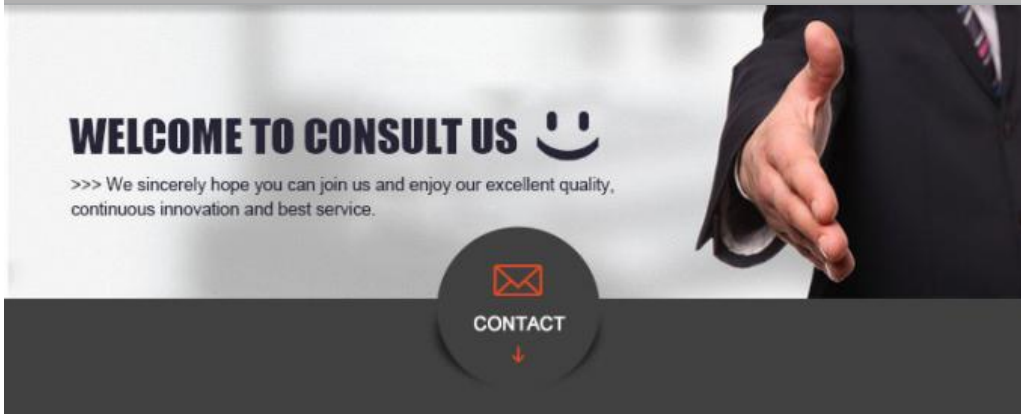 WELCOME TO CONSULT US
>>> We sincerely hope you can join us and enjoy our excellent quality,
continuous innovation and best service.
CONTACT